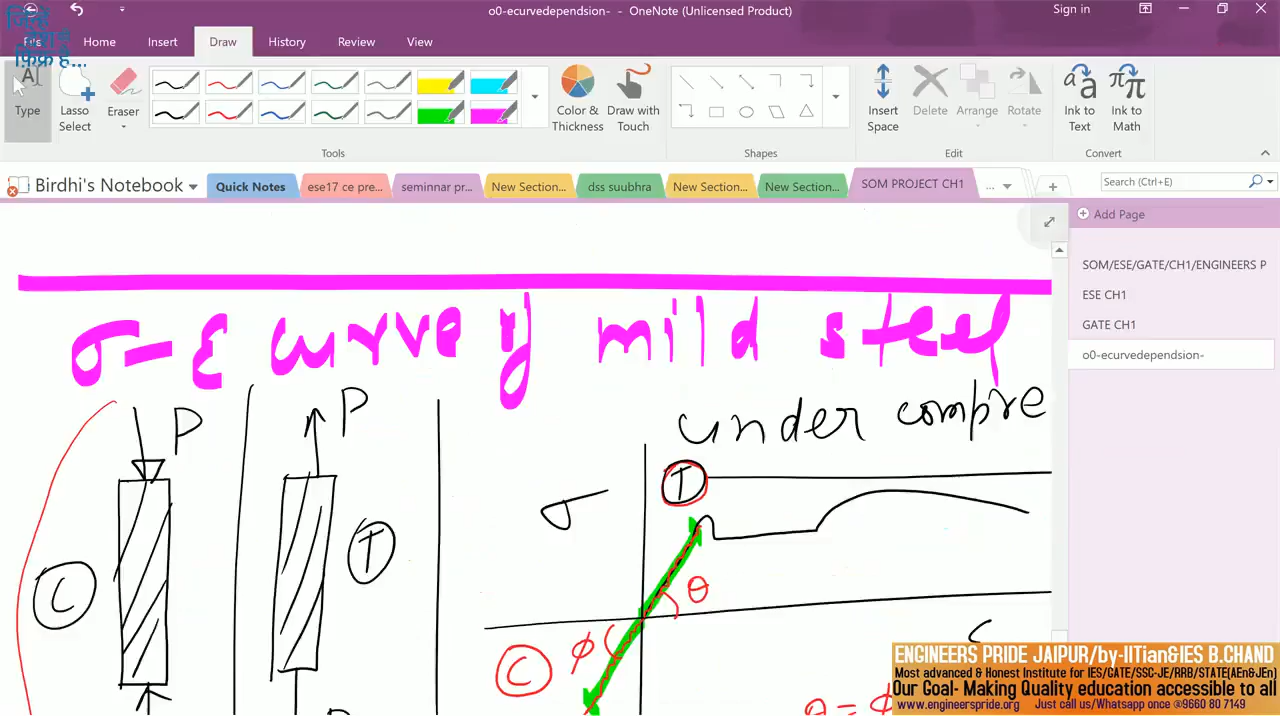 जिन्हें
देश की
फ़िक्र है...
o0-ecurvedependsion- - OneNote (Unlicensed Product)
Sign in
File
Home
Insert
Draw
History
Review
View
Type
Lasso Select
Eraser
Color & Thickness
Draw with Touch
Insert Space
Delete
Arrange
Rotate
Ink to Text
Ink to Math
Tools
Shapes
Edit
Convert
Birdhi's Notebook
Quick Notes
ese17 ce pre...
seminnar pr...
New Section...
dss suubhra
New Section...
New Section...
SOM PROJECT CH1
...
Search (Ctrl+E)
Add Page
SOM/ESE/GATE/CH1/ENGINEERS P
ESE CH1
GATE CH1
o0-ecurvedependsion-
σ-ε curve of mild steel
under compre
P
P
C
T
σ
T
θ
ϕ
C
ENGINEERS PRIDE JAIPUR/by-IITian&IES B.CHAND
Most advanced & Honest Institute for IES/GATE/SSC-JE/RRB/STATE(AEn&JEn)
Our Goal- Making Quality education accessible to all
www.engineerspride.org Just call us/Whatsapp once @9660 80 7149